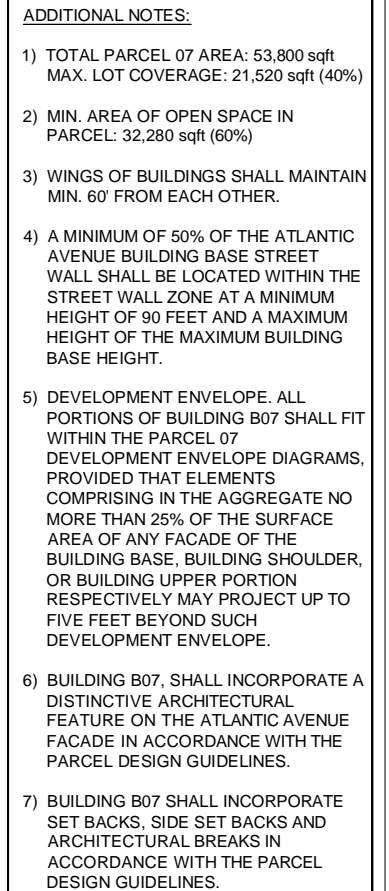 ADDITIONAL NOTES:
1) TOTAL PARCEL 07 AREA: 53,800 sqft
MAX. LOT COVERAGE: 21,520 sqft (40%)
2) MIN. AREA OF OPEN SPACE IN
PARCEL: 32,280 sqft (60%)
3) WINGS OF BUILDINGS SHALL MAINTAIN
MIN. 60' FROM EACH OTHER.
4) A MINIMUM OF 50% OF THE ATLANTIC
AVENUE BUILDING BASE STREET
WALL SHALL BE LOCATED WITHIN THE
STREET WALL ZONE AT A MINIMUM
HEIGHT OF 90 FEET AND A MAXIMUM
HEIGHT OF THE MAXIMUM BUILDING
BASE HEIGHT.
5) DEVELOPMENT ENVELOPE. ALL
PORTIONS OF BUILDING B07 SHALL FIT
WITHIN THE PARCEL 07
DEVELOPMENT ENVELOPE DIAGRAMS,
PROVIDED THAT ELEMENTS
COMPRISING IN THE AGGREGATE NO
MORE THAN 25% OF THE SURFACE
AREA OF ANY FACADE OF THE
BUILDING BASE, BUILDING SHOULDER,
OR BUILDING UPPER PORTION
RESPECTIVELY MAY PROJECT UP TO
FIVE FEET BEYOND SUCH
DEVELOPMENT ENVELOPE.
6) BUILDING B07, SHALL INCORPORATE A
DISTINCTIVE ARCHITECTURAL
FEATURE ON THE ATLANTIC AVENUE
FACADE IN ACCORDANCE WITH THE
PARCEL DESIGN GUIDELINES.
7) BUILDING B07 SHALL INCORPORATE
SET BACKS, SIDE SET BACKS AND
ARCHITECTURAL BREAKS IN
ACCORDANCE WITH THE PARCEL
DESIGN GUIDELINES.